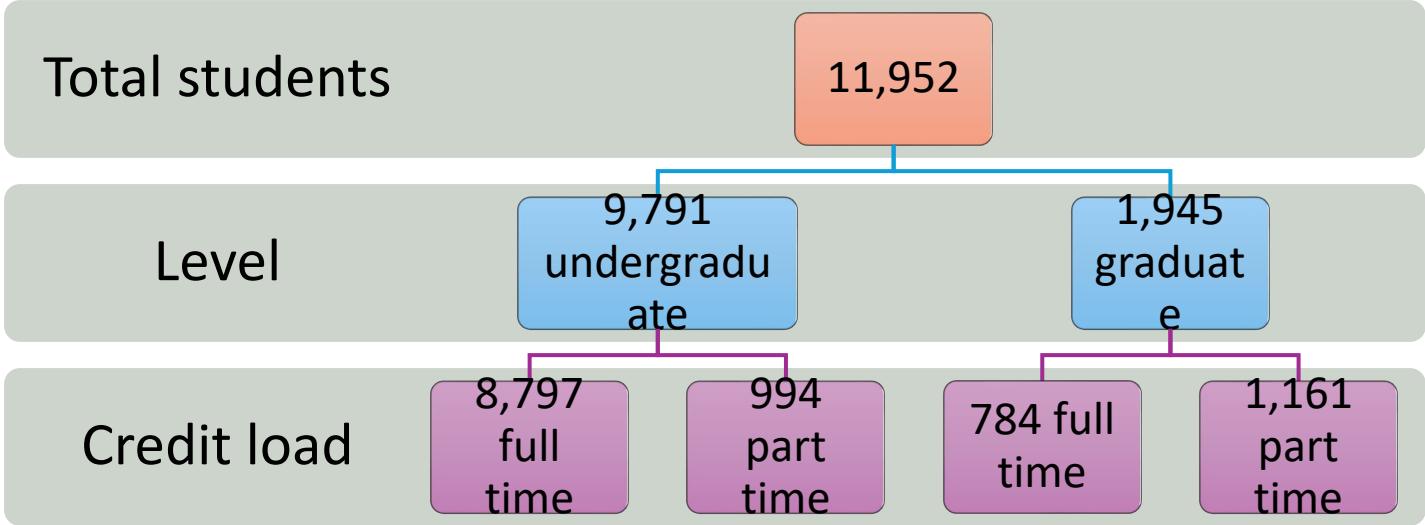 Total students
11,952
Level
9,791
undergradu
ate
1,945
graduat
e
Credit load
8,797
full
time
994
part
time
784 full
time
1,161
part
time